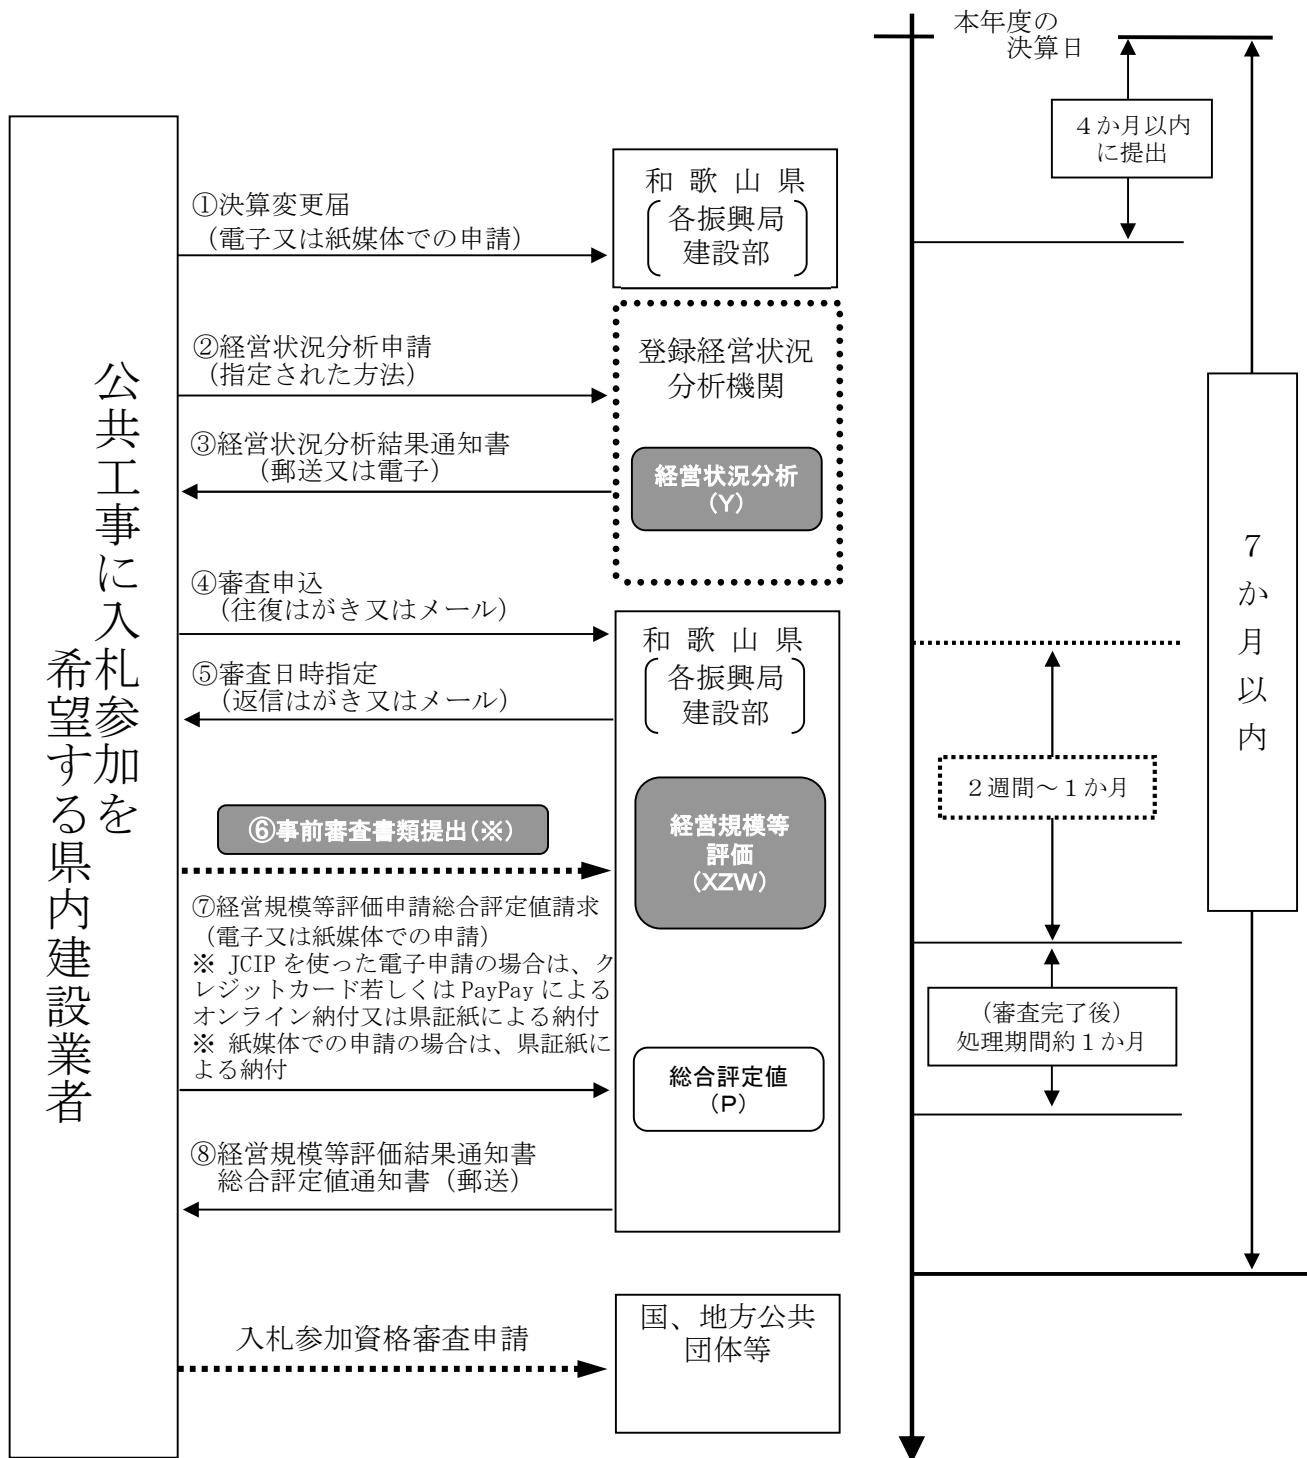 公共工事に入札参加を
希望する県内建設業者
①決算変更届
（電子又は紙媒体での申請）
和歌山県
各振興局
建設部
②経営状況分析申請
（指定された方法）
登録経営状況
分析機関
③経営状況分析結果通知書
（郵送又は電子）
経営状況分析
（Y）
④審査申込
（往復はがき又はメール）
和歌山県
各振興局
建設部
⑤審査日時指定
（返信はがき又はメール）
⑥事前審査書類提出（※）
経営規模等
評価
（XZW）
⑦経営規模等評価申請総合評定値請求
（電子又は紙媒体での申請）
※ JCIP を使った電子申請の場合は、ク
レジットカード若しくは PayPay による
オンライン納付又は県証紙による納付
※ 紙媒体での申請の場合は、県証紙に
よる納付
総合評定値
（P）
⑧経営規模等評価結果通知書
総合評定値通知書（郵送）
入札参加資格審査申請
国、地方公共
団体等
本年度の
決算日
４か月以内
に提出
７か月以内
２週間～１か月
（審査完了後）
処理期間約１か月